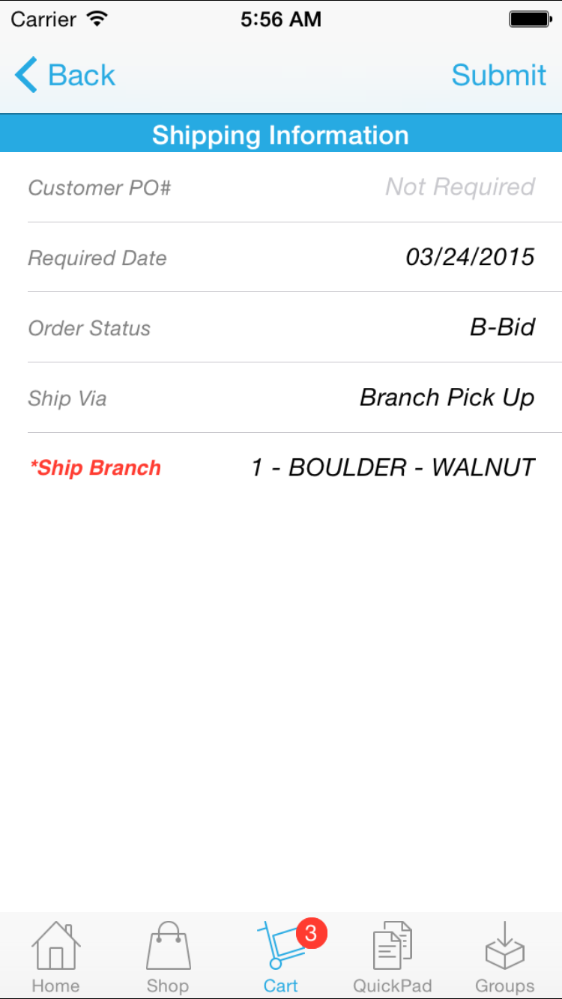 Carrier 5:56 AM
Back Submit
Shipping Information
Customer PO# Not Required
Required Date 03/24/2015
Order Status B-Bid
Ship Via Branch Pick Up
*Ship Branch 1 - BOULDER - WALNUT
3
Home Shop Cart QuickPad Groups